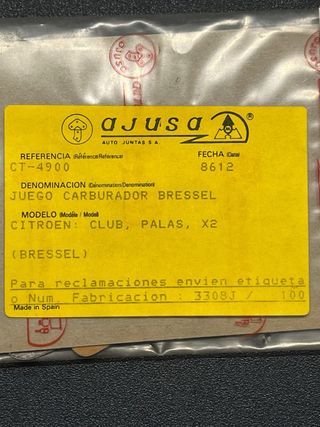 ajusa ®
AUTO JUNTAS S.A.
REFERENCIA (Référence/Reference) FECHA (Date)
CT-4900 8612
DENOMINACION (Dénomination/Denomination)
JUEGO CARBURADOR BRESSEL
MODELO (Modèle / Model)
CITROEN: CLUB, PALAS, X2
(BRESSEL)
Para reclamaciones envien etiqueta
o Num. Fabricacion : 3308J / 100
Made in Spain